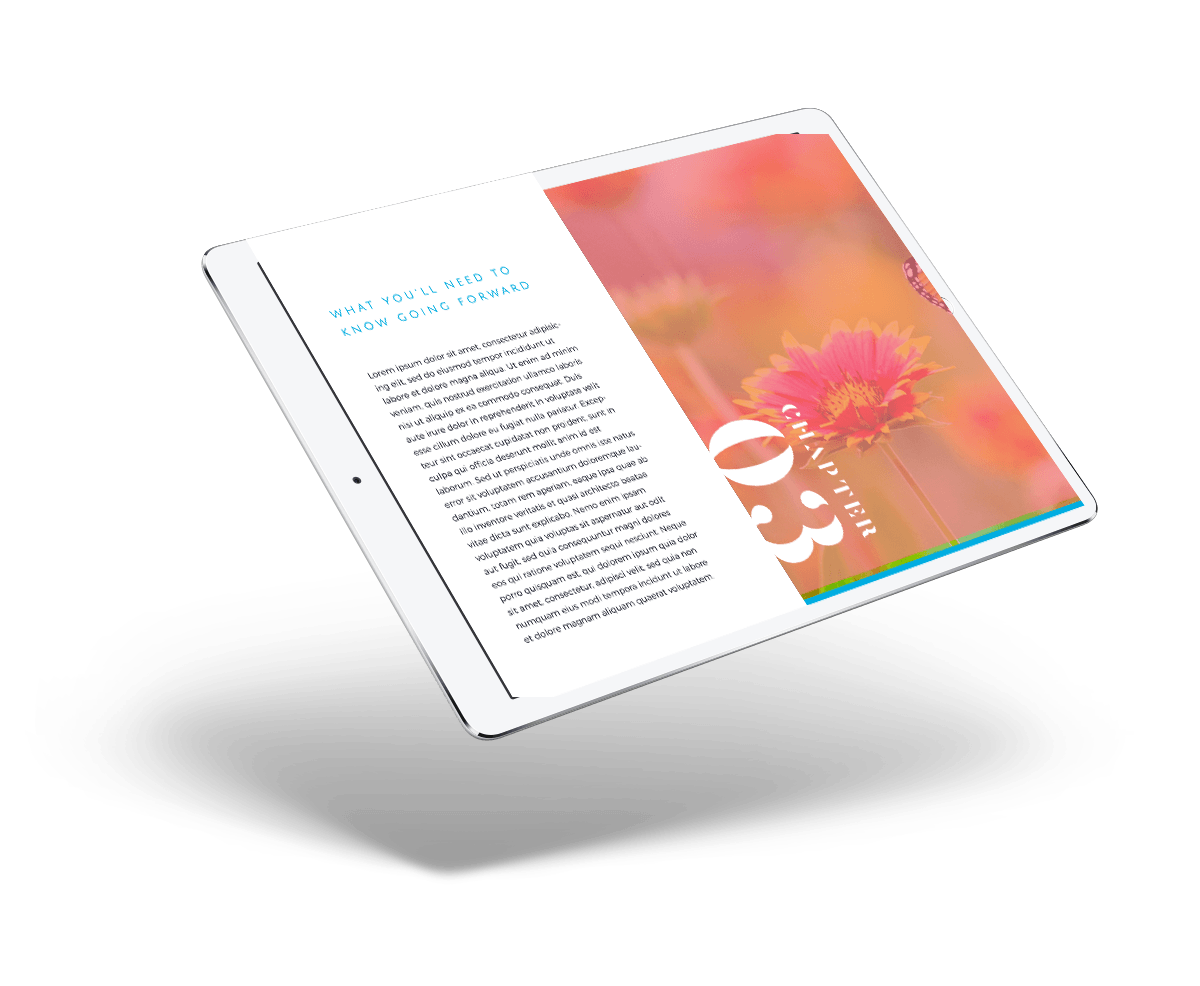 WHAT YOU'LL NEED TO
KNOW GOING FORWARD
Lorem ipsum dolor sit amet, consectetur adipisic-
ing elit, sed do eiusmod tempor incididunt ut
labore et dolore magna aliqua. Ut enim ad minim
veniam, quis nostrud exercitation ullamco laboris
nisi ut aliquip ex ea commodo consequat. Duis
aute irure dolor in reprehenderit in voluptate velit
esse cillum dolore eu fugiat nulla pariatur. Excep-
teur sint occaecat cupidatat non proident, sunt in
culpa qui officia deserunt mollit anim id est
laborum. Sed ut perspiciatis unde omnis iste natus
error sit voluptatem accusantium doloremque lau-
dantium, totam rem aperiam, eaque ipsa quae ab
illo inventore veritatis et quasi architecto beatae
vitae dicta sunt explicabo. Nemo enim ipsam
voluptatem quia voluptas sit aspernatur aut odit
aut fugit, sed quia consequuntur magni dolores
eos qui ratione voluptatem sequi nesciunt. Neque
porro quisquam est, qui dolorem ipsum quia dolor
sit amet, consectetur, adipisci velit, sed quia non
numquam eius modi tempora incidunt ut labore
et dolore magnam aliquam quaerat voluptatem
CHAPTER
03